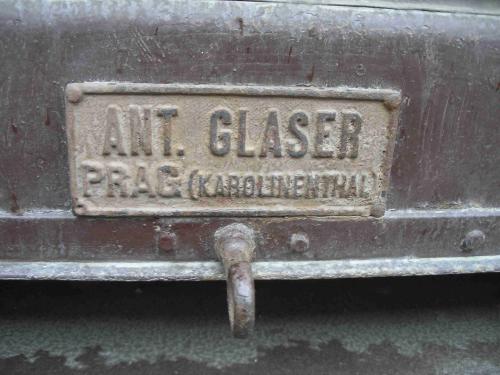 ANT. GLASER
PRAG (KAROLINENTHAL)